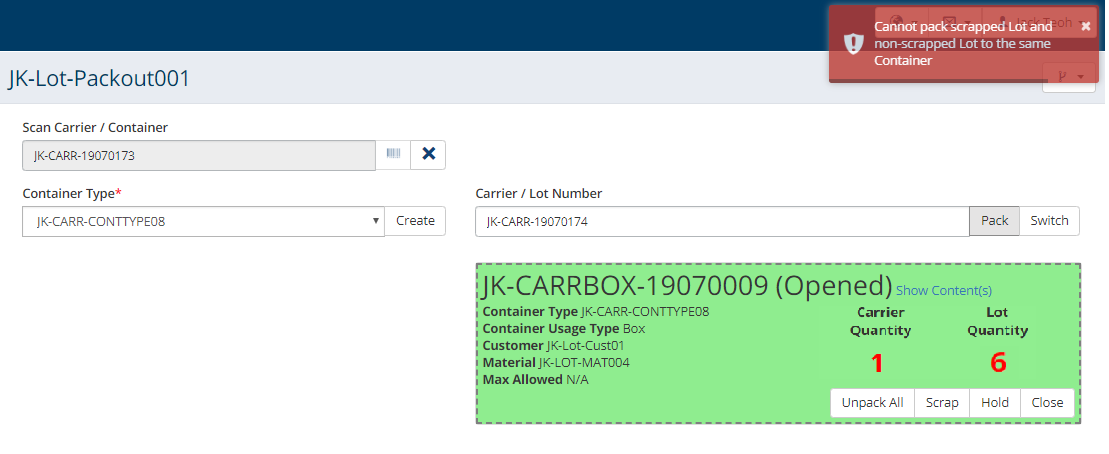 Jack Teoh
Cannot pack scrapped Lot and
non-scrapped Lot to the same
Container
×
JK-Lot-Packout001
Scan Carrier / Container
JK-CARR-19070173
Container Type*
Carrier / Lot Number
JK-CARR-CONTTYPE08
Create
JK-CARR-19070174
Pack
Switch
JK-CARRBOX-19070009 (Opened) Show Content(s)
Container Type JK-CARR-CONTTYPE08
Container Usage Type Box
Customer JK-Lot-Cust01
Material JK-LOT-MAT004
Max Allowed N/A
Carrier
Quantity
1
Lot
Quantity
6
Unpack All
Scrap
Hold
Close